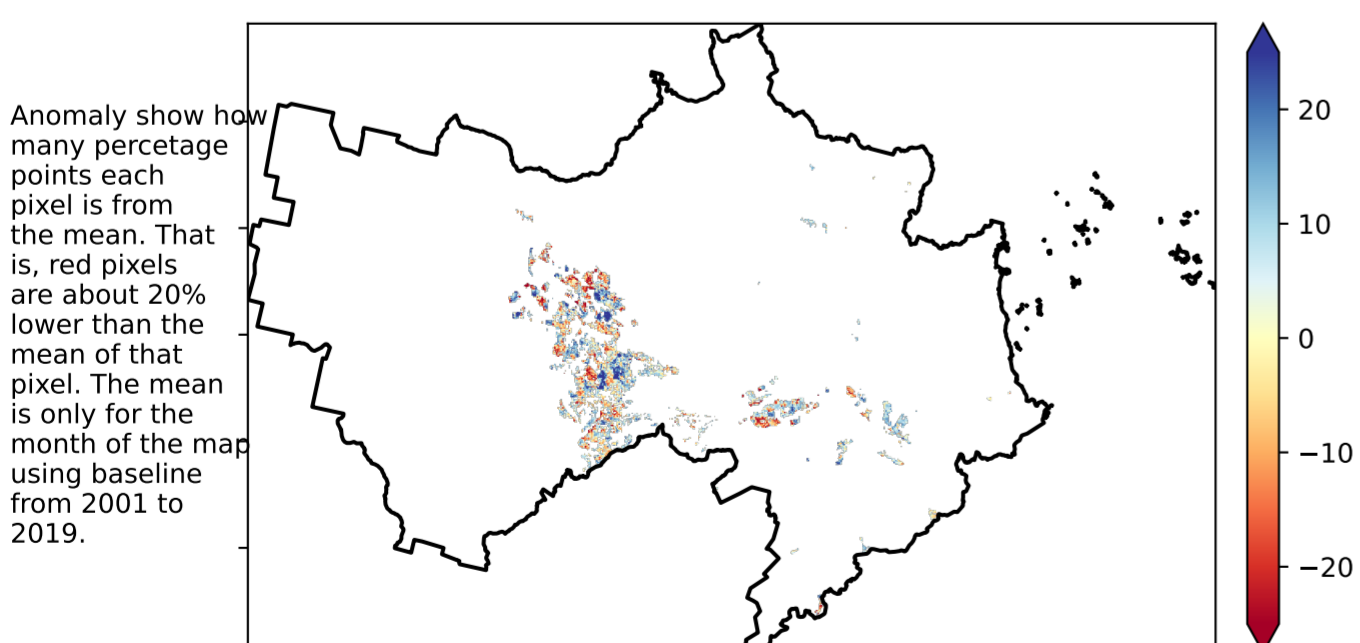 Anomaly show how
many percetage
points each
pixel is from
the mean. That
is, red pixels
are about 20%
lower than the
mean of that
pixel. The mean
is only for the
month of the map
using baseline
from 2001 to
2019.
20
10
0
−10
−20